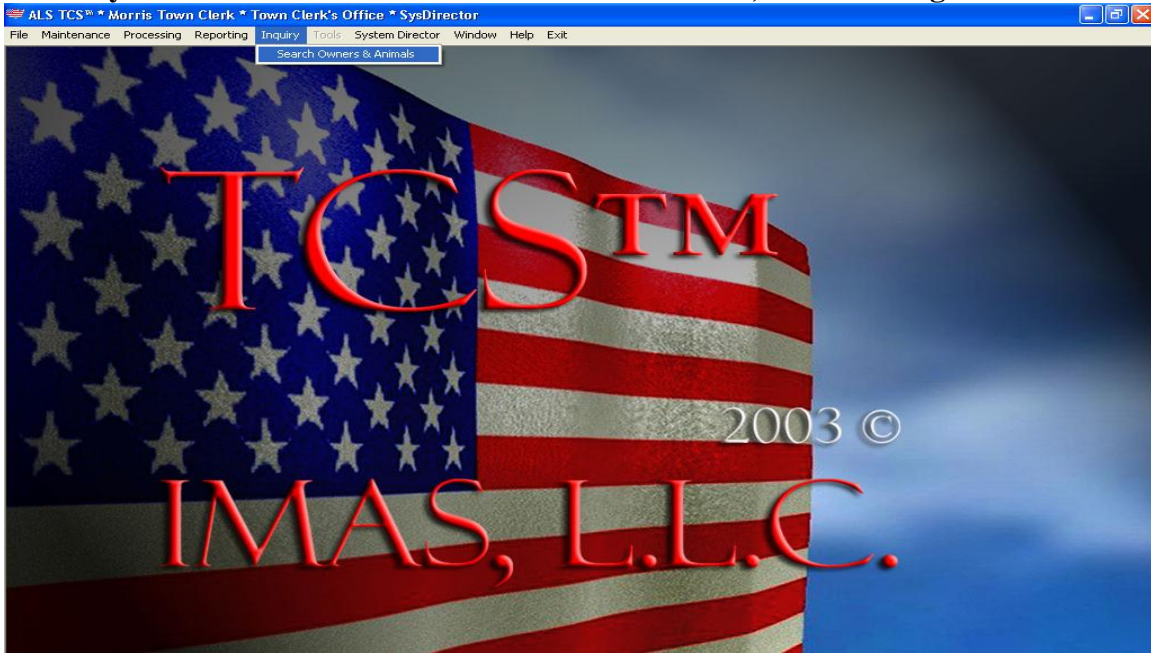 ALS TCS™ * Morris Town Clerk * Town Clerk's Office * SysDirector
File Maintenance Processing Reporting Inquiry Tools System Director Window Help Exit
Search Owners & Animals
TCS™
2003 ©
IMAS, L.L.C.